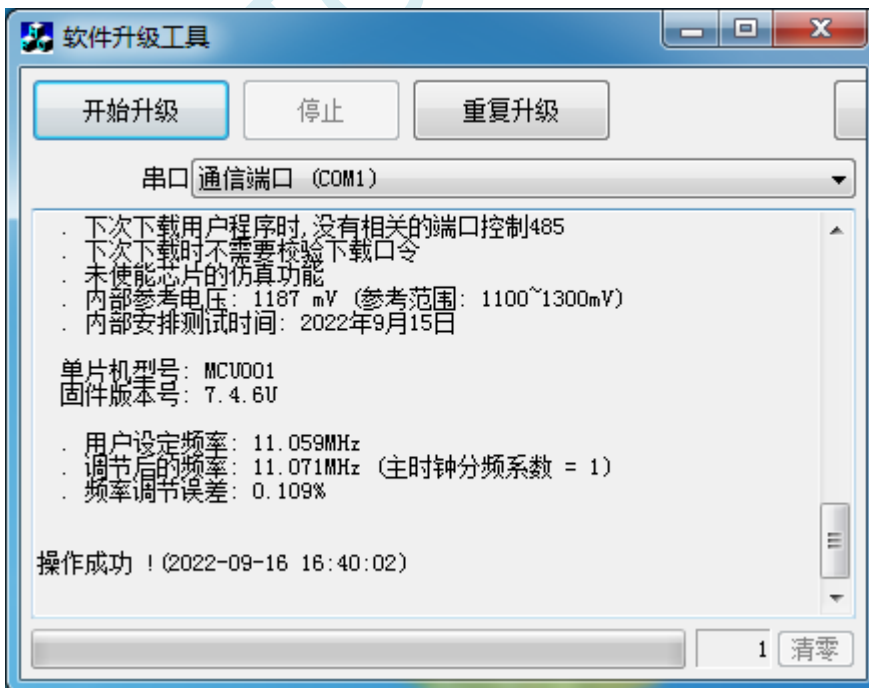 软件升级工具
开始升级
停止
重复升级
串口 通信端口 (COM1)
. 下次下载用户程序时,没有相关的端口控制485
. 下次下载时不需要校验下载口令
. 未使能芯片的仿真功能
. 内部参考电压: 1187 mV (参考范围: 1100~1300mV)
. 内部安排测试时间: 2022年9月15日
单片机型号: MCU001
固件版本号: 7.4.6U
. 用户设定频率: 11.059MHz
. 调节后的频率: 11.071MHz (主时钟分频系数 = 1)
. 频率调节误差: 0.109%
操作成功 !(2022-09-16 16:40:02)
1 清零